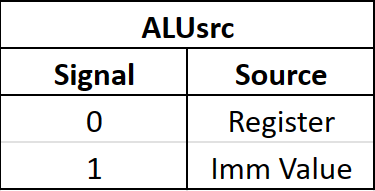 ALUsrc
Signal Source
0 Register
1 Imm Value